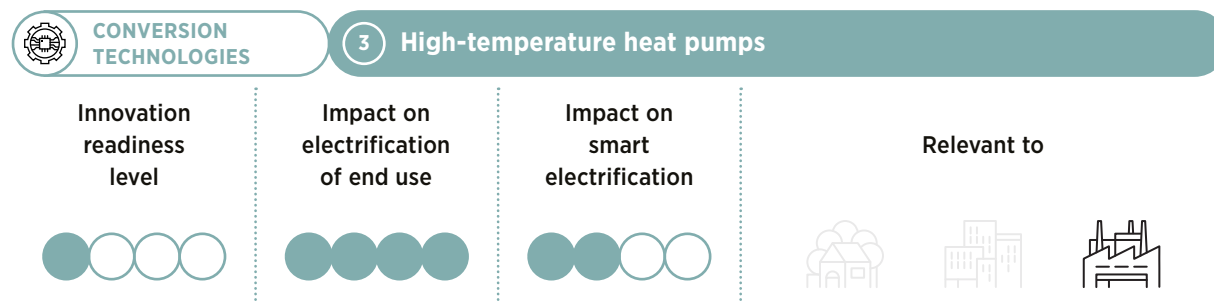 CONVERSION
TECHNOLOGIES
3 High-temperature heat pumps
Innovation
readiness
level
Impact on
electrification
of end use
Impact on
smart
electrification
Relevant to